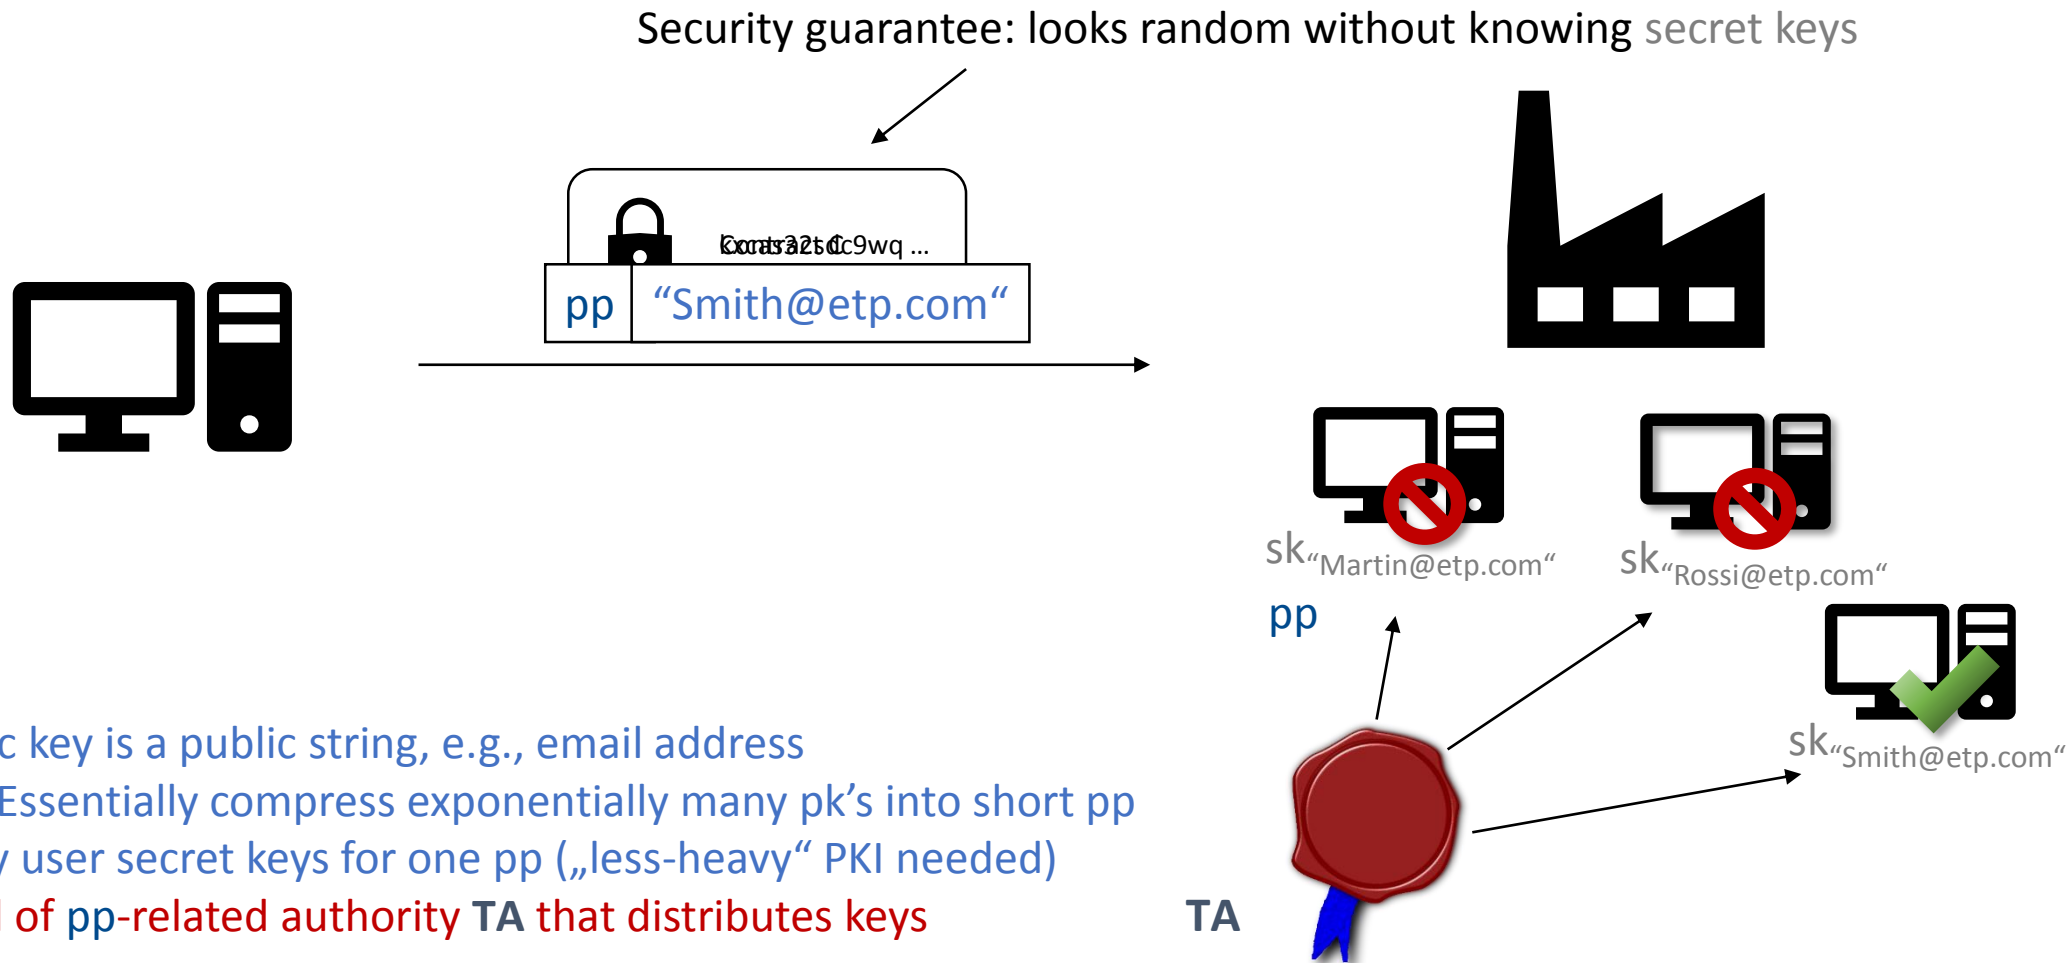 Security guarantee: looks random without knowing secret keys
pp “Smith@etp.com“
sk“Martin@etp.com“ sk“Rossi@etp.com“
pp
sk“Smith@etp.com“
key is a public string, e.g., email address
Essentially compress exponentially many pk's into short pp
user secret keys for one pp („less-heavy“ PKI needed)
of pp-related authority TA that distributes keys
TA